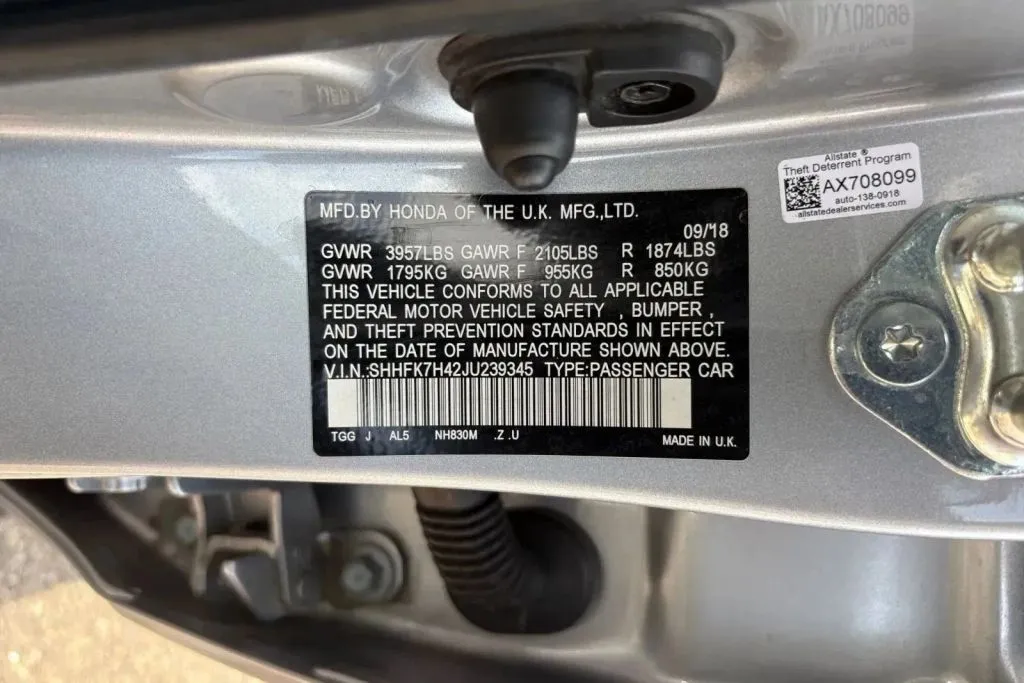 Allstate ®
Theft Deterrent Program
AX708099
auto-138-0918
allstatedealerservices.com
MFD.BY HONDA OF THE U.K. MFG.,LTD.
09/18
GVWR 3957LBS GAWR F 2105LBS R 1874LBS
GVWR 1795KG GAWR F 955KG R 850KG
THIS VEHICLE CONFORMS TO ALL APPLICABLE
FEDERAL MOTOR VEHICLE SAFETY , BUMPER ,
AND THEFT PREVENTION STANDARDS IN EFFECT
ON THE DATE OF MANUFACTURE SHOWN ABOVE.
V.I.N.:SHHFK7H42JU239345 TYPE:PASSENGER CAR
TGG J AL5 NH830M .Z .U
MADE IN U.K.